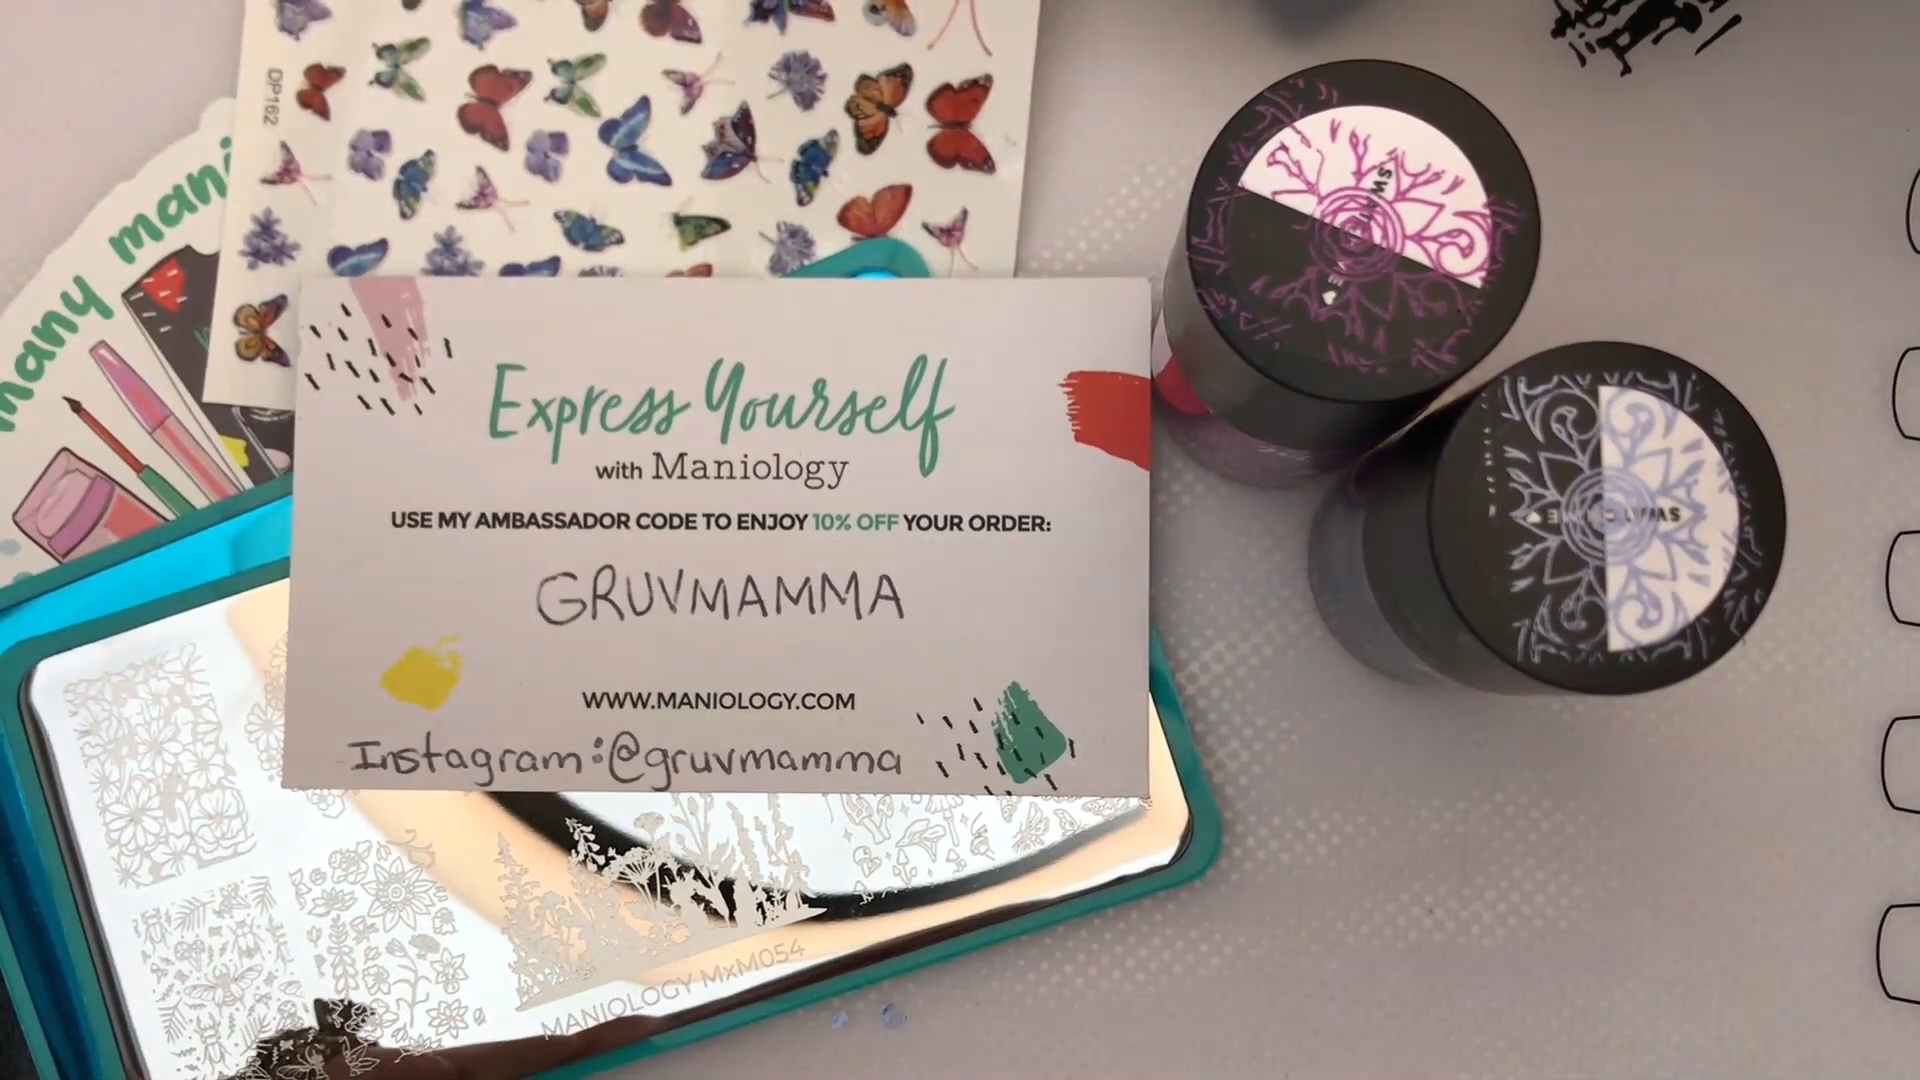 DP162
many mani
Express Yourself
with Maniology
USE MY AMBASSADOR CODE TO ENJOY 10% OFF YOUR ORDER:
GRUVMAMMA
WWW.MANIOLOGY.COM
Instagram:@gruvmamma
MANIOLOGY MxM054